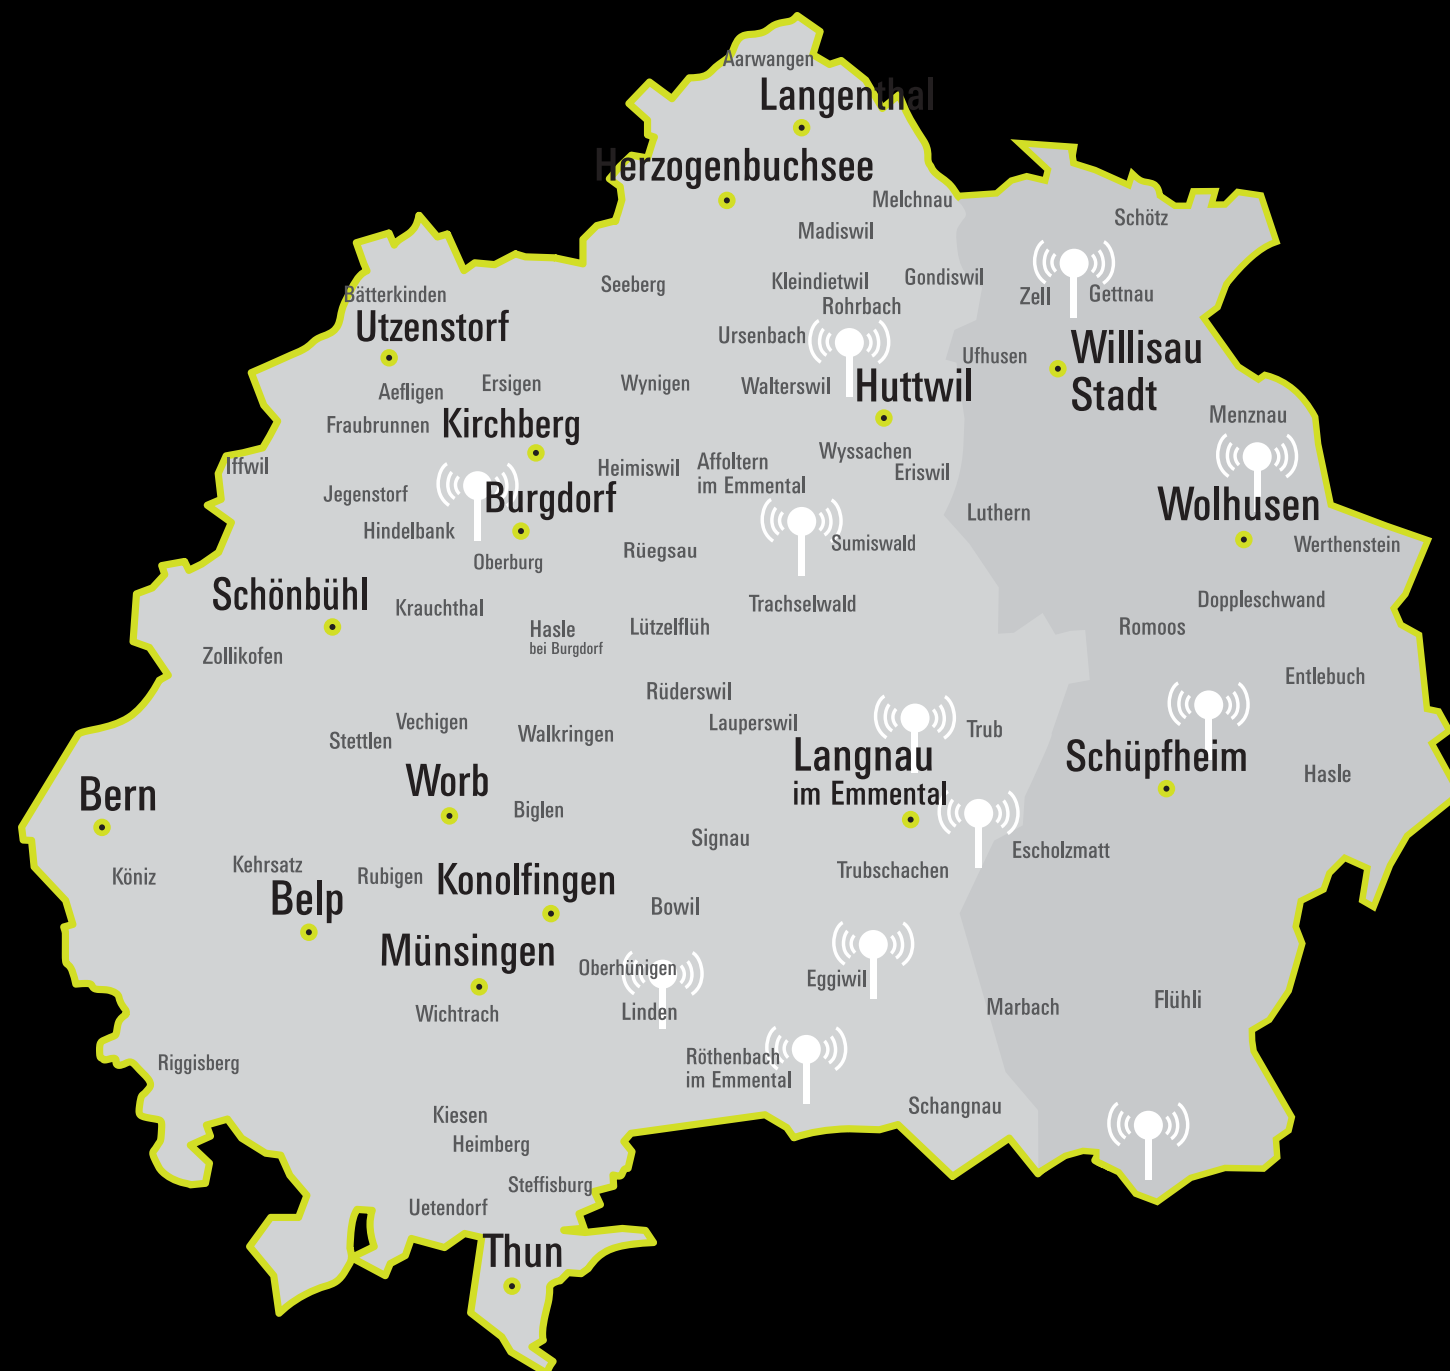 Aarwangen
Langenthal
Herzogenbuchsee
Melchnau
Schötz
Madiswil
Seeberg
Kleindietwil
Gondiswil
Zell
Gettnau
Bätterkinden
Rohrbach
Utzenstorf
Ursenbach
Ufhusen
Willisau
Stadt
Aefligen
Ersigen
Wynigen
Walterswil
Huttwil
Menznau
Fraubrunnen
Kirchberg
Wyssachen
Iffwil
Heimiswil
Affoltern
im Emmental
Eriswil
Jegenstorf
Burgdorf
Luthern
Wolhusen
Hindelbank
Sumiswald
Werthenstein
Oberburg
Rüegsau
Schönbühl
Krauchthal
Trachselwald
Doppleschwand
Hasle
bei Burgdorf
Lützelflüh
Romoos
Zollikofen
Entlebuch
Rüderswil
Vechigen
Lauperswil
Stettlen
Walkringen
Trub
Langnau
im Emmental
Schüpfheim
Hasle
Bern
Worb
Biglen
Signau
Escholzmatt
Köniz
Kehrsatz
Rubigen
Konolfingen
Trubschachen
Belp
Bowil
Münsingen
Oberhünigen
Eggiwil
Wichtrach
Linden
Marbach
Flühli
Riggisberg
Röthenbach
im Emmental
Kiesen
Schangnau
Heimberg
Steffisburg
Uetendorf
Thun